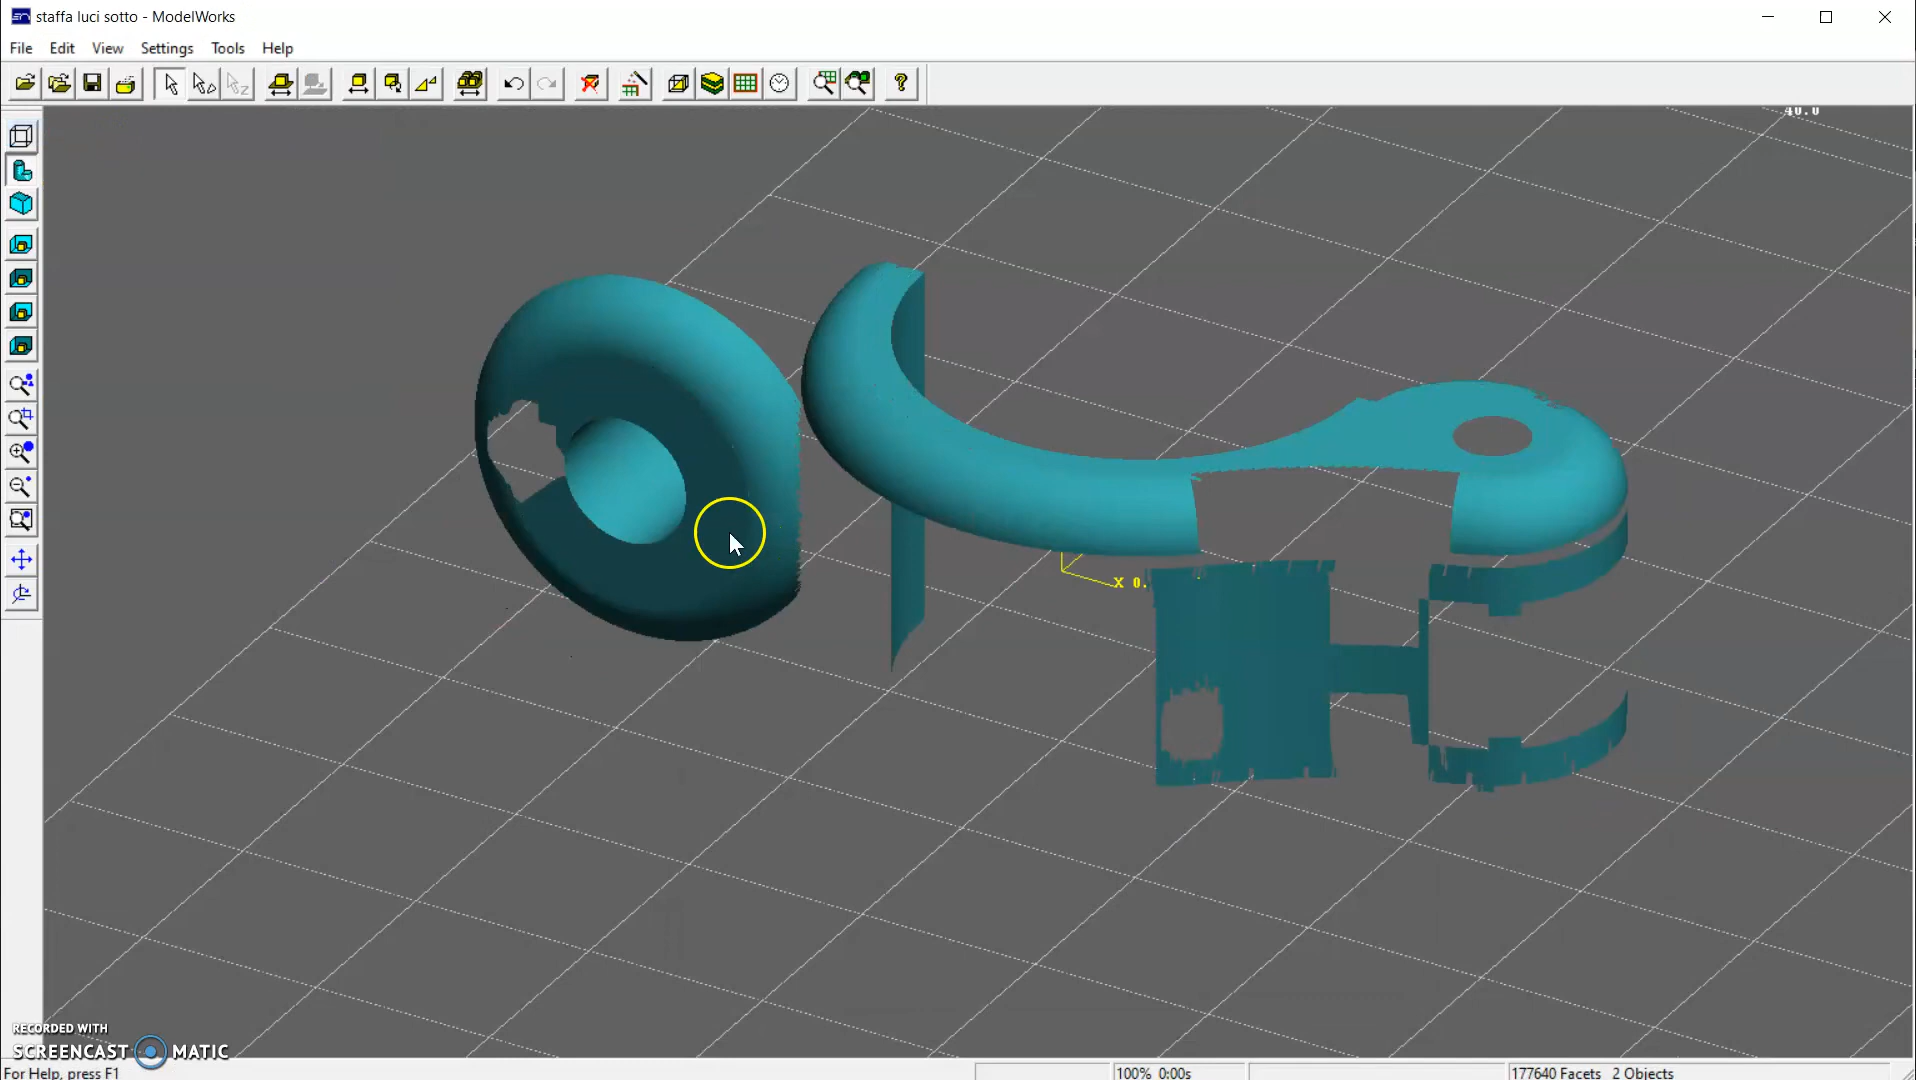 staffa luci sotto - ModelWorks
File Edit View Settings Tools Help
40.0
X 0.
RECORDED WITH
SCREENCAST MATIC
For Help, press F1
100% 0:00s
177640 Facets 2 Objects